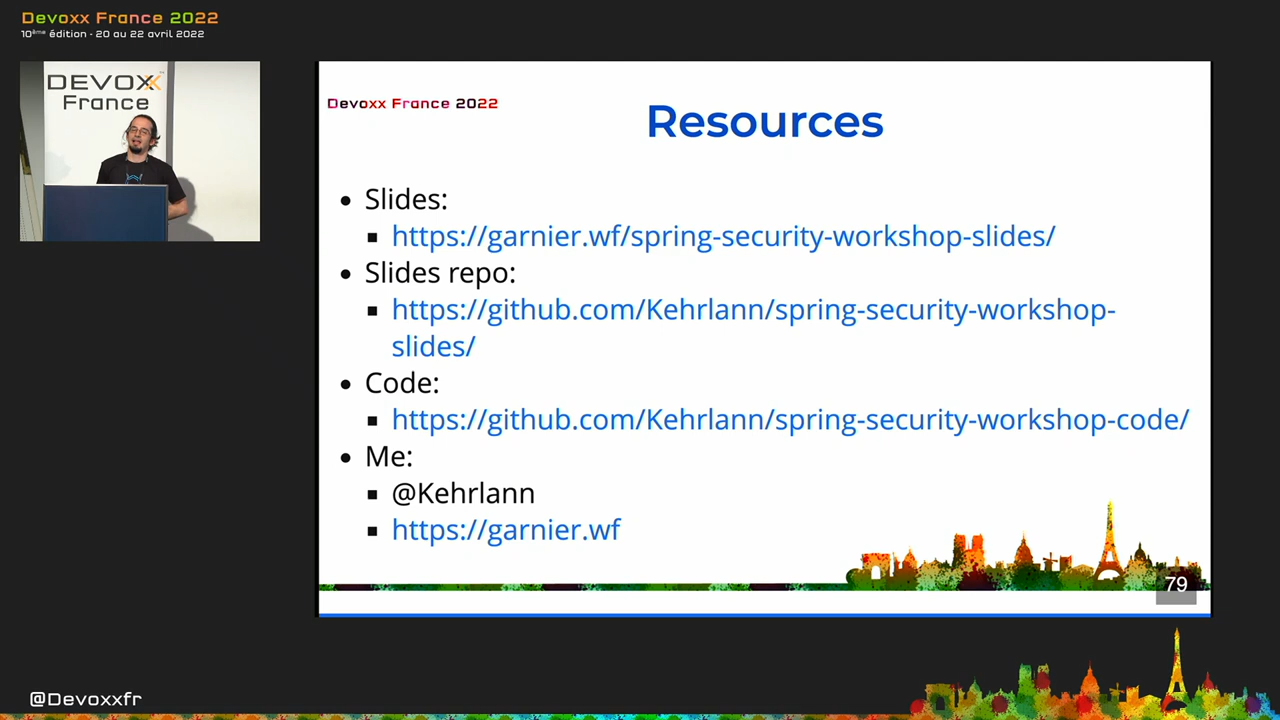 Devoxx France 2022
10ème édition - 20 au 22 avril 2022
DEVOXX
France
Devoxx France 2022
Resources
Slides:
https://garnier.wf/spring-security-workshop-slides/
Slides repo:
https://github.com/Kehrlann/spring-security-workshop-
slides/
Code:
https://github.com/Kehrlann/spring-security-workshop-code/
Me:
@Kehrlann
https://garnier.wf
79
@Devoxxfr